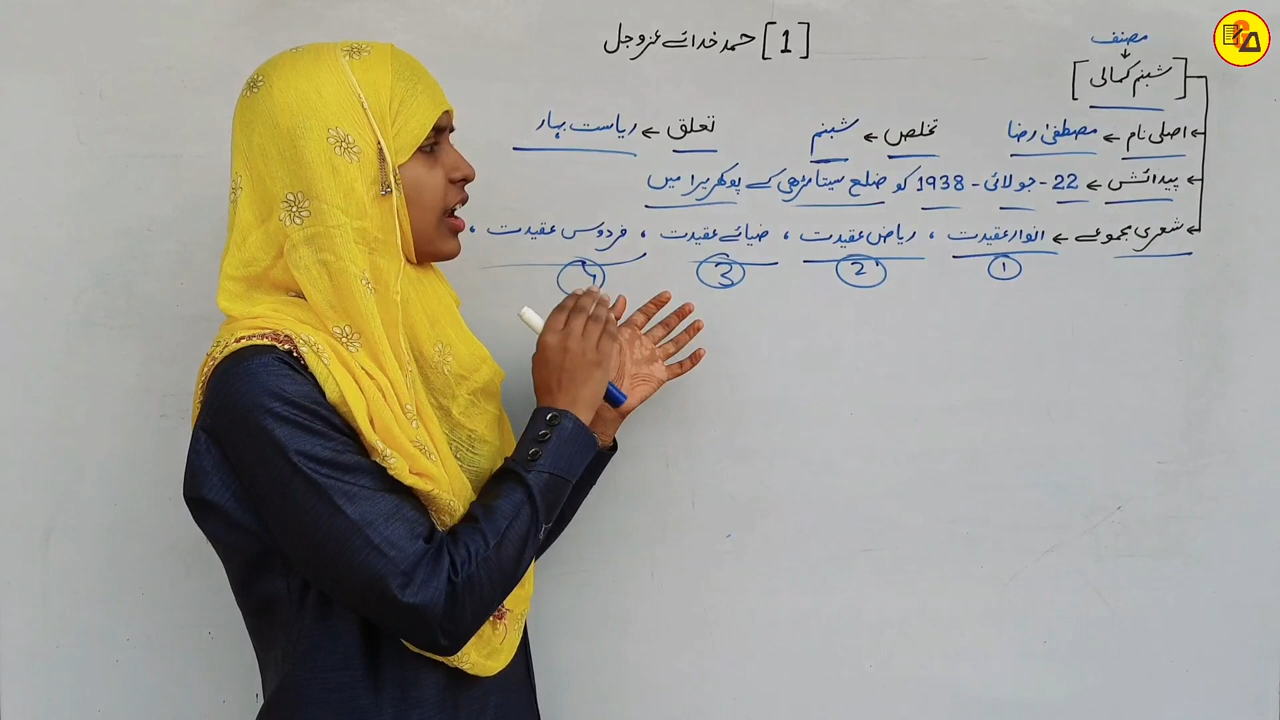 [1] حمد خدائے عزوجل
مصنف
↓
[شبنم کمالی]
اصلی نام ← مصطفیٰ رضا تخلص ← شبنم تعلق ← ریاست بہار
پیدائش ← 22 - جولائی - 1938 کو ضلع سیتامڑھی کے پوکھریرا میں
شعری مجموعے ← انوار عقیدت ، ریاض عقیدت ، ضیائے عقیدت ، فردوس عقیدت ،
① ② ③ ④